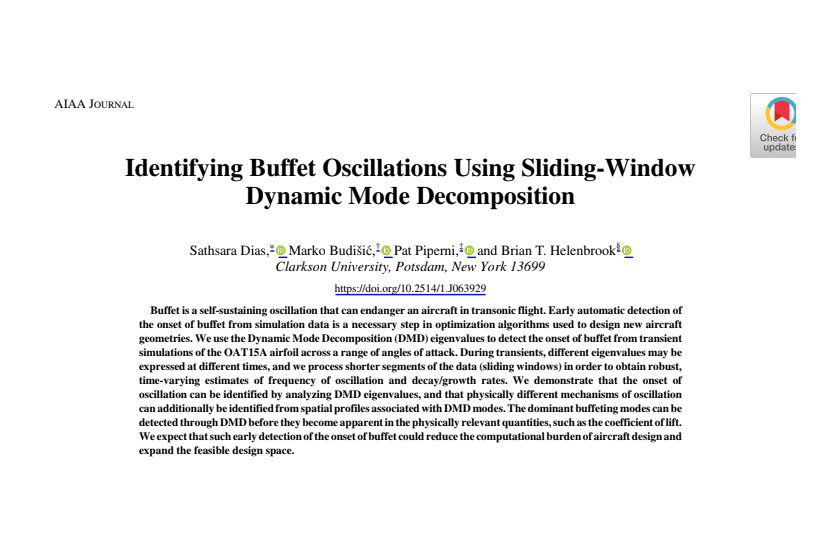 AIAA JOURNAL
Check f
updates
Identifying Buffet Oscillations Using Sliding-Window
Dynamic Mode Decomposition
Sathsara Dias,* Marko Budišić,† Pat Piperni,‡ and Brian T. Helenbrook§
Clarkson University, Potsdam, New York 13699
https://doi.org/10.2514/1.J063929
Buffet is a self-sustaining oscillation that can endanger an aircraft in transonic flight. Early automatic detection of
the onset of buffet from simulation data is a necessary step in optimization algorithms used to design new aircraft
geometries. We use the Dynamic Mode Decomposition (DMD) eigenvalues to detect the onset of buffet from transient
simulations of the OAT15A airfoil across a range of angles of attack. During transients, different eigenvalues may be
expressed at different times, and we process shorter segments of the data (sliding windows) in order to obtain robust,
time-varying estimates of frequency of oscillation and decay/growth rates. We demonstrate that the onset of
oscillation can be identified by analyzing DMD eigenvalues, and that physically different mechanisms of oscillation
can additionally be identified from spatial profiles associated with DMD modes. The dominant buffeting modes can be
detected through DMD before they become apparent in the physically relevant quantities, such as the coefficient of lift.
We expect that such early detection of the onset of buffet could reduce the computational burden of aircraft design and
expand the feasible design space.